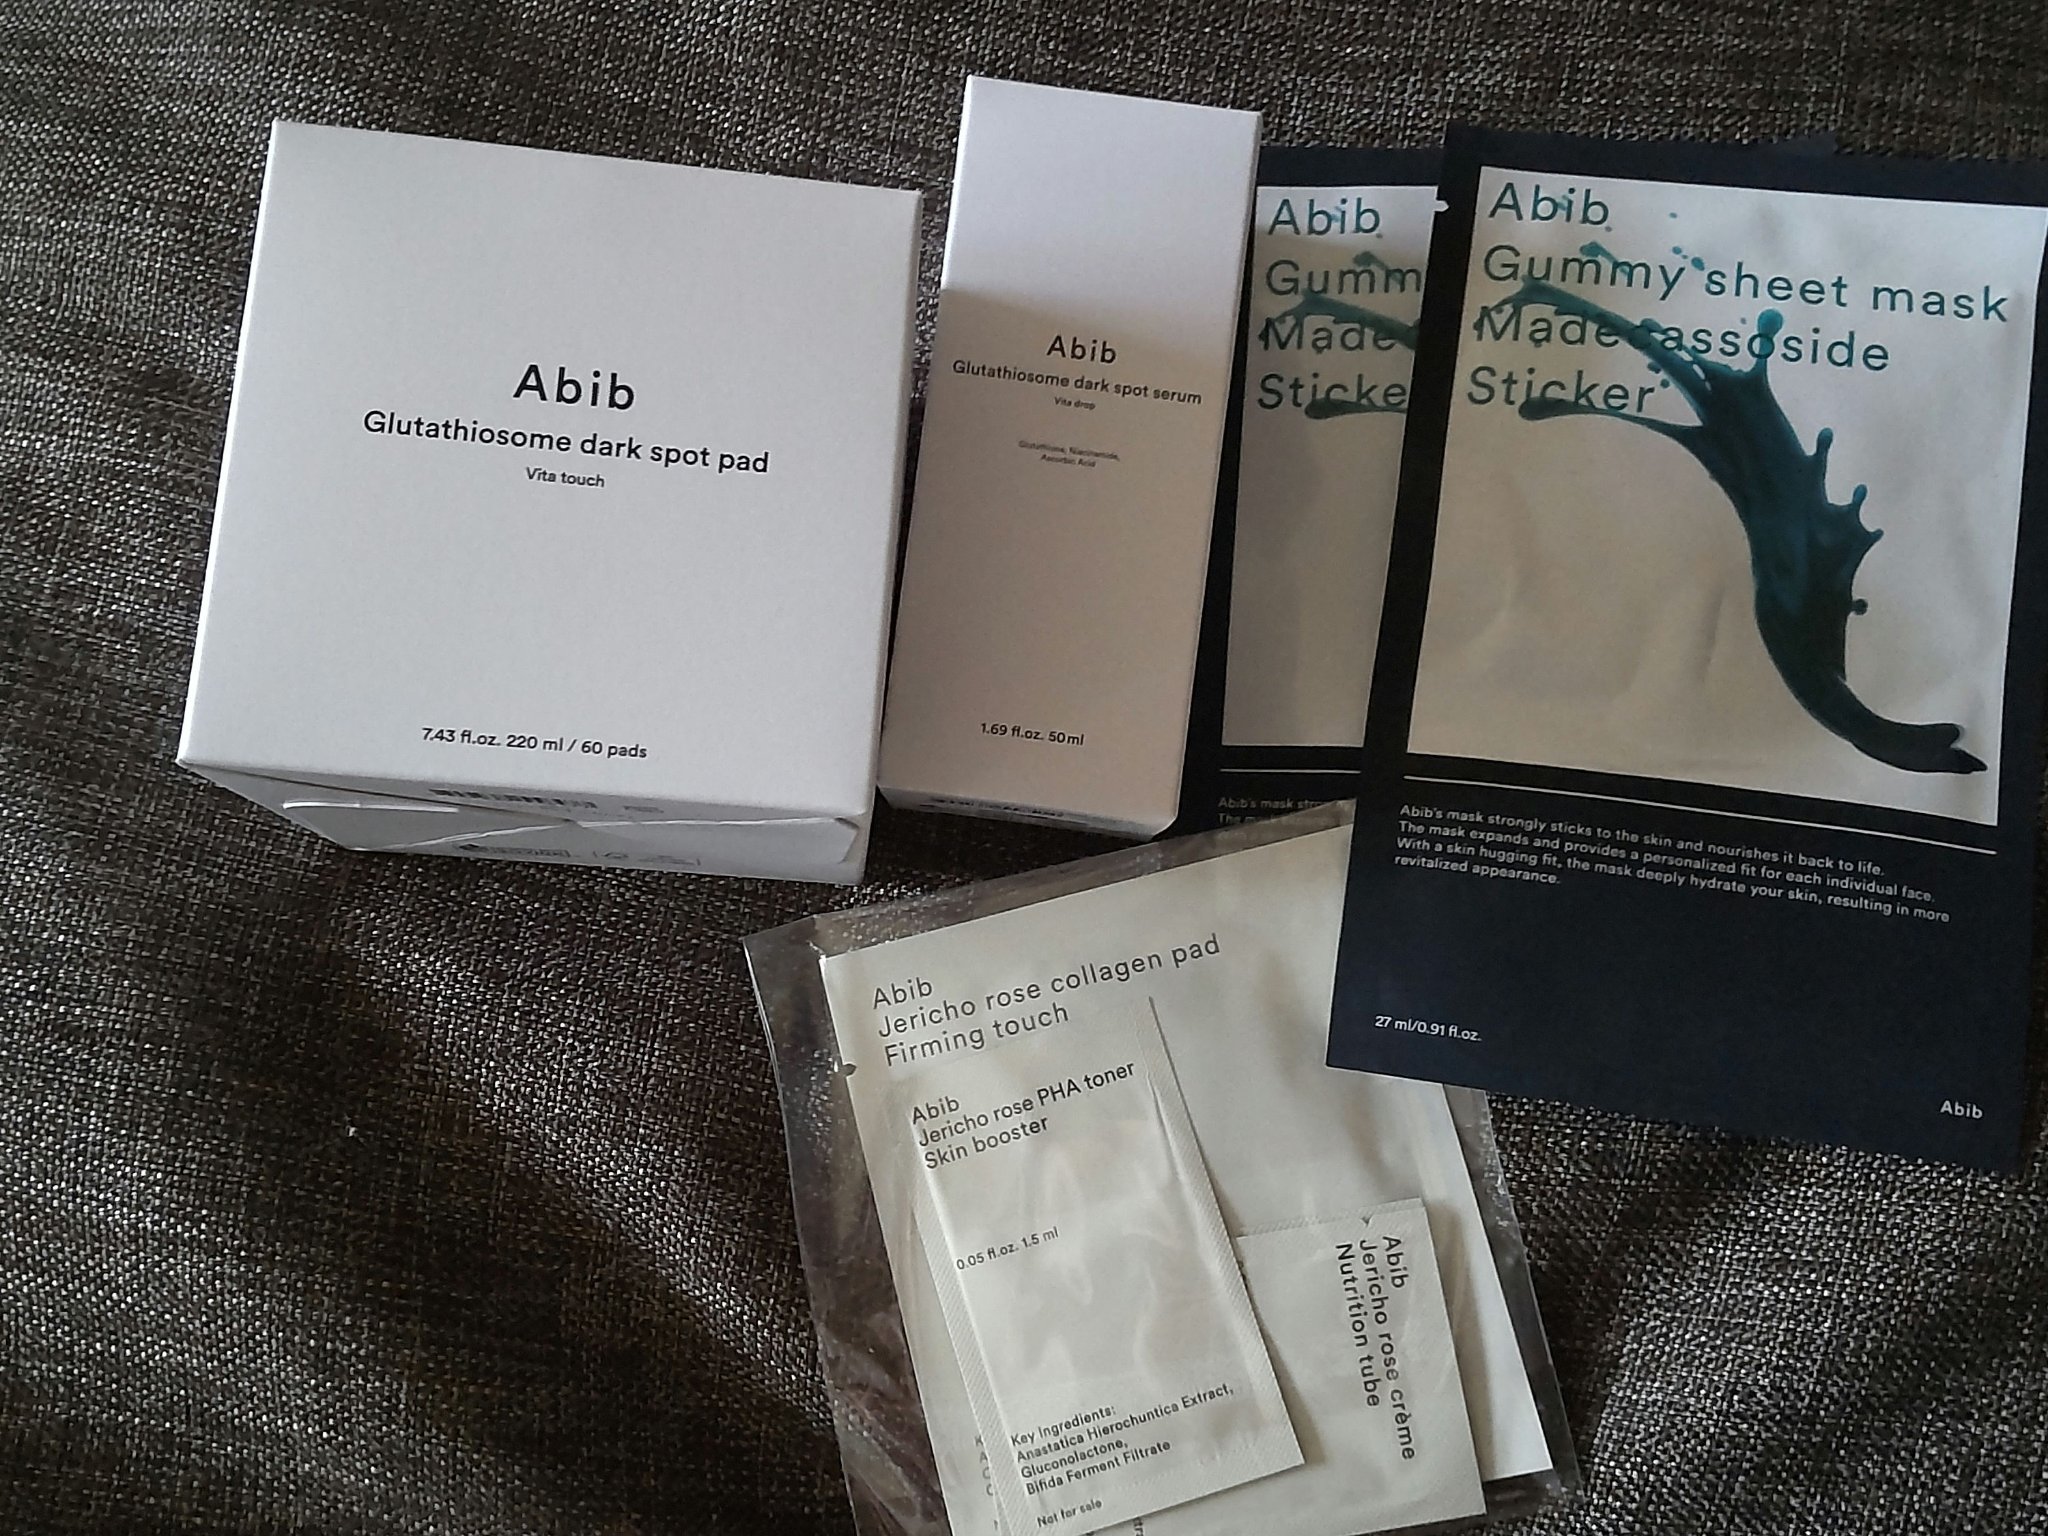 Abib
Glutathiosome dark spot pad
Vita touch
7.43 fl.oz. 220 ml / 60 pads
Abib
Glutathiosome dark spot serum
Vita drop
Glutathione, Niacinamide,
Ascorbic Acid
1.69 fl.oz. 50ml
Abib
Gumm
Made
Sticke
Abib's mask
Abib
Gummy sheet mask
Madecassoside
Sticker
Abib's mask strongly sticks to the skin and nourishes it back to life.
The mask expands and provides a personalized fit for each individual face.
With a skin hugging fit, the mask deeply hydrate your skin, resulting in more
revitalized appearance.
27 ml/0.91 fl.oz.
Abib
Abib
Jericho rose collagen pad
Firming touch
Abib
Jericho rose PHA toner
Skin booster
0.05 fl.oz. 1.5 ml
Key Ingredients:
Anastatica Hierochuntica Extract,
Gluconolactone,
Bifida Ferment Filtrate
Not for sale
Abib
Jericho rose crème
Nutrition tube